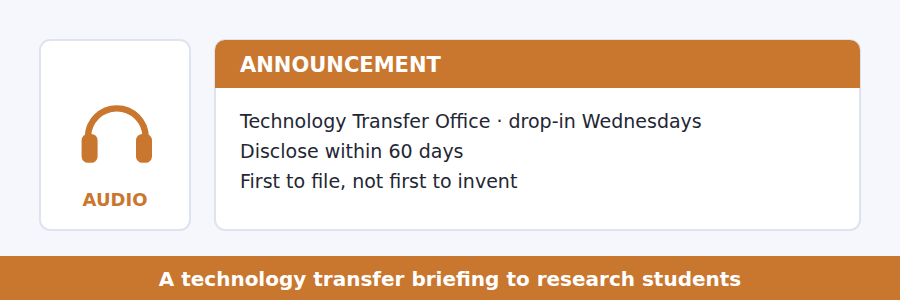 AUDIO
ANNOUNCEMENT
Technology Transfer Office · drop-in Wednesdays
Disclose within 60 days
First to file, not first to invent
A technology transfer briefing to research students